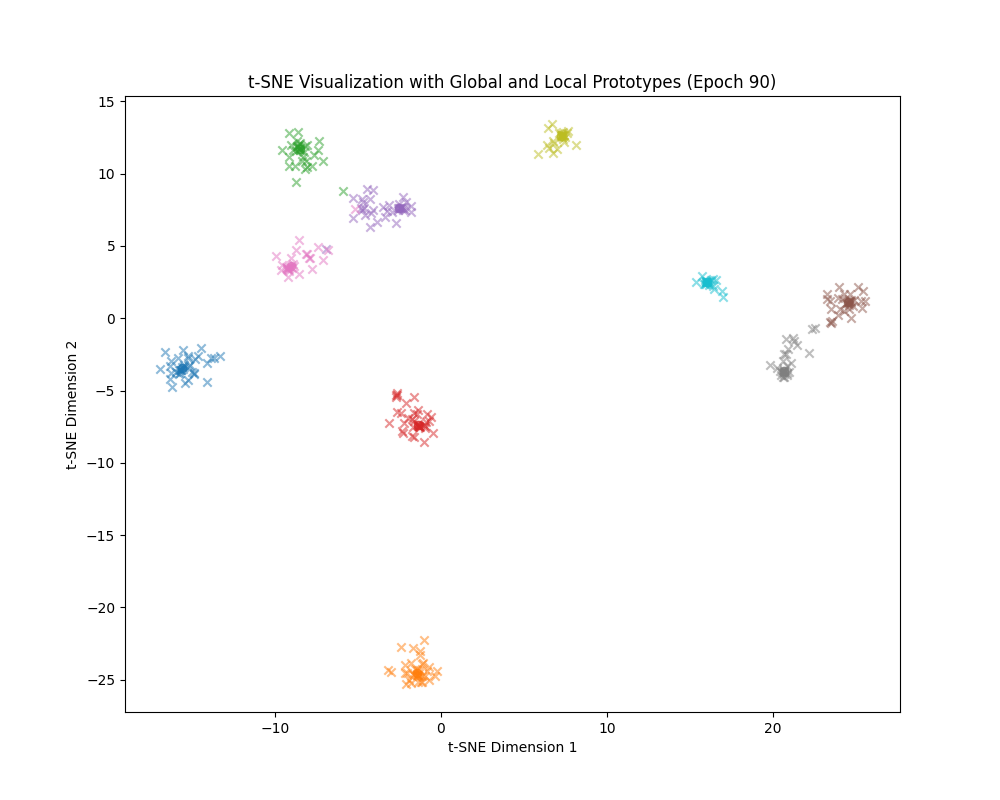 t-SNE Visualization with Global and Local Prototypes (Epoch 90)
15
10
5
0
−5
−10
−15
−20
−25
t-SNE Dimension 2
−10 0 10 20
t-SNE Dimension 1